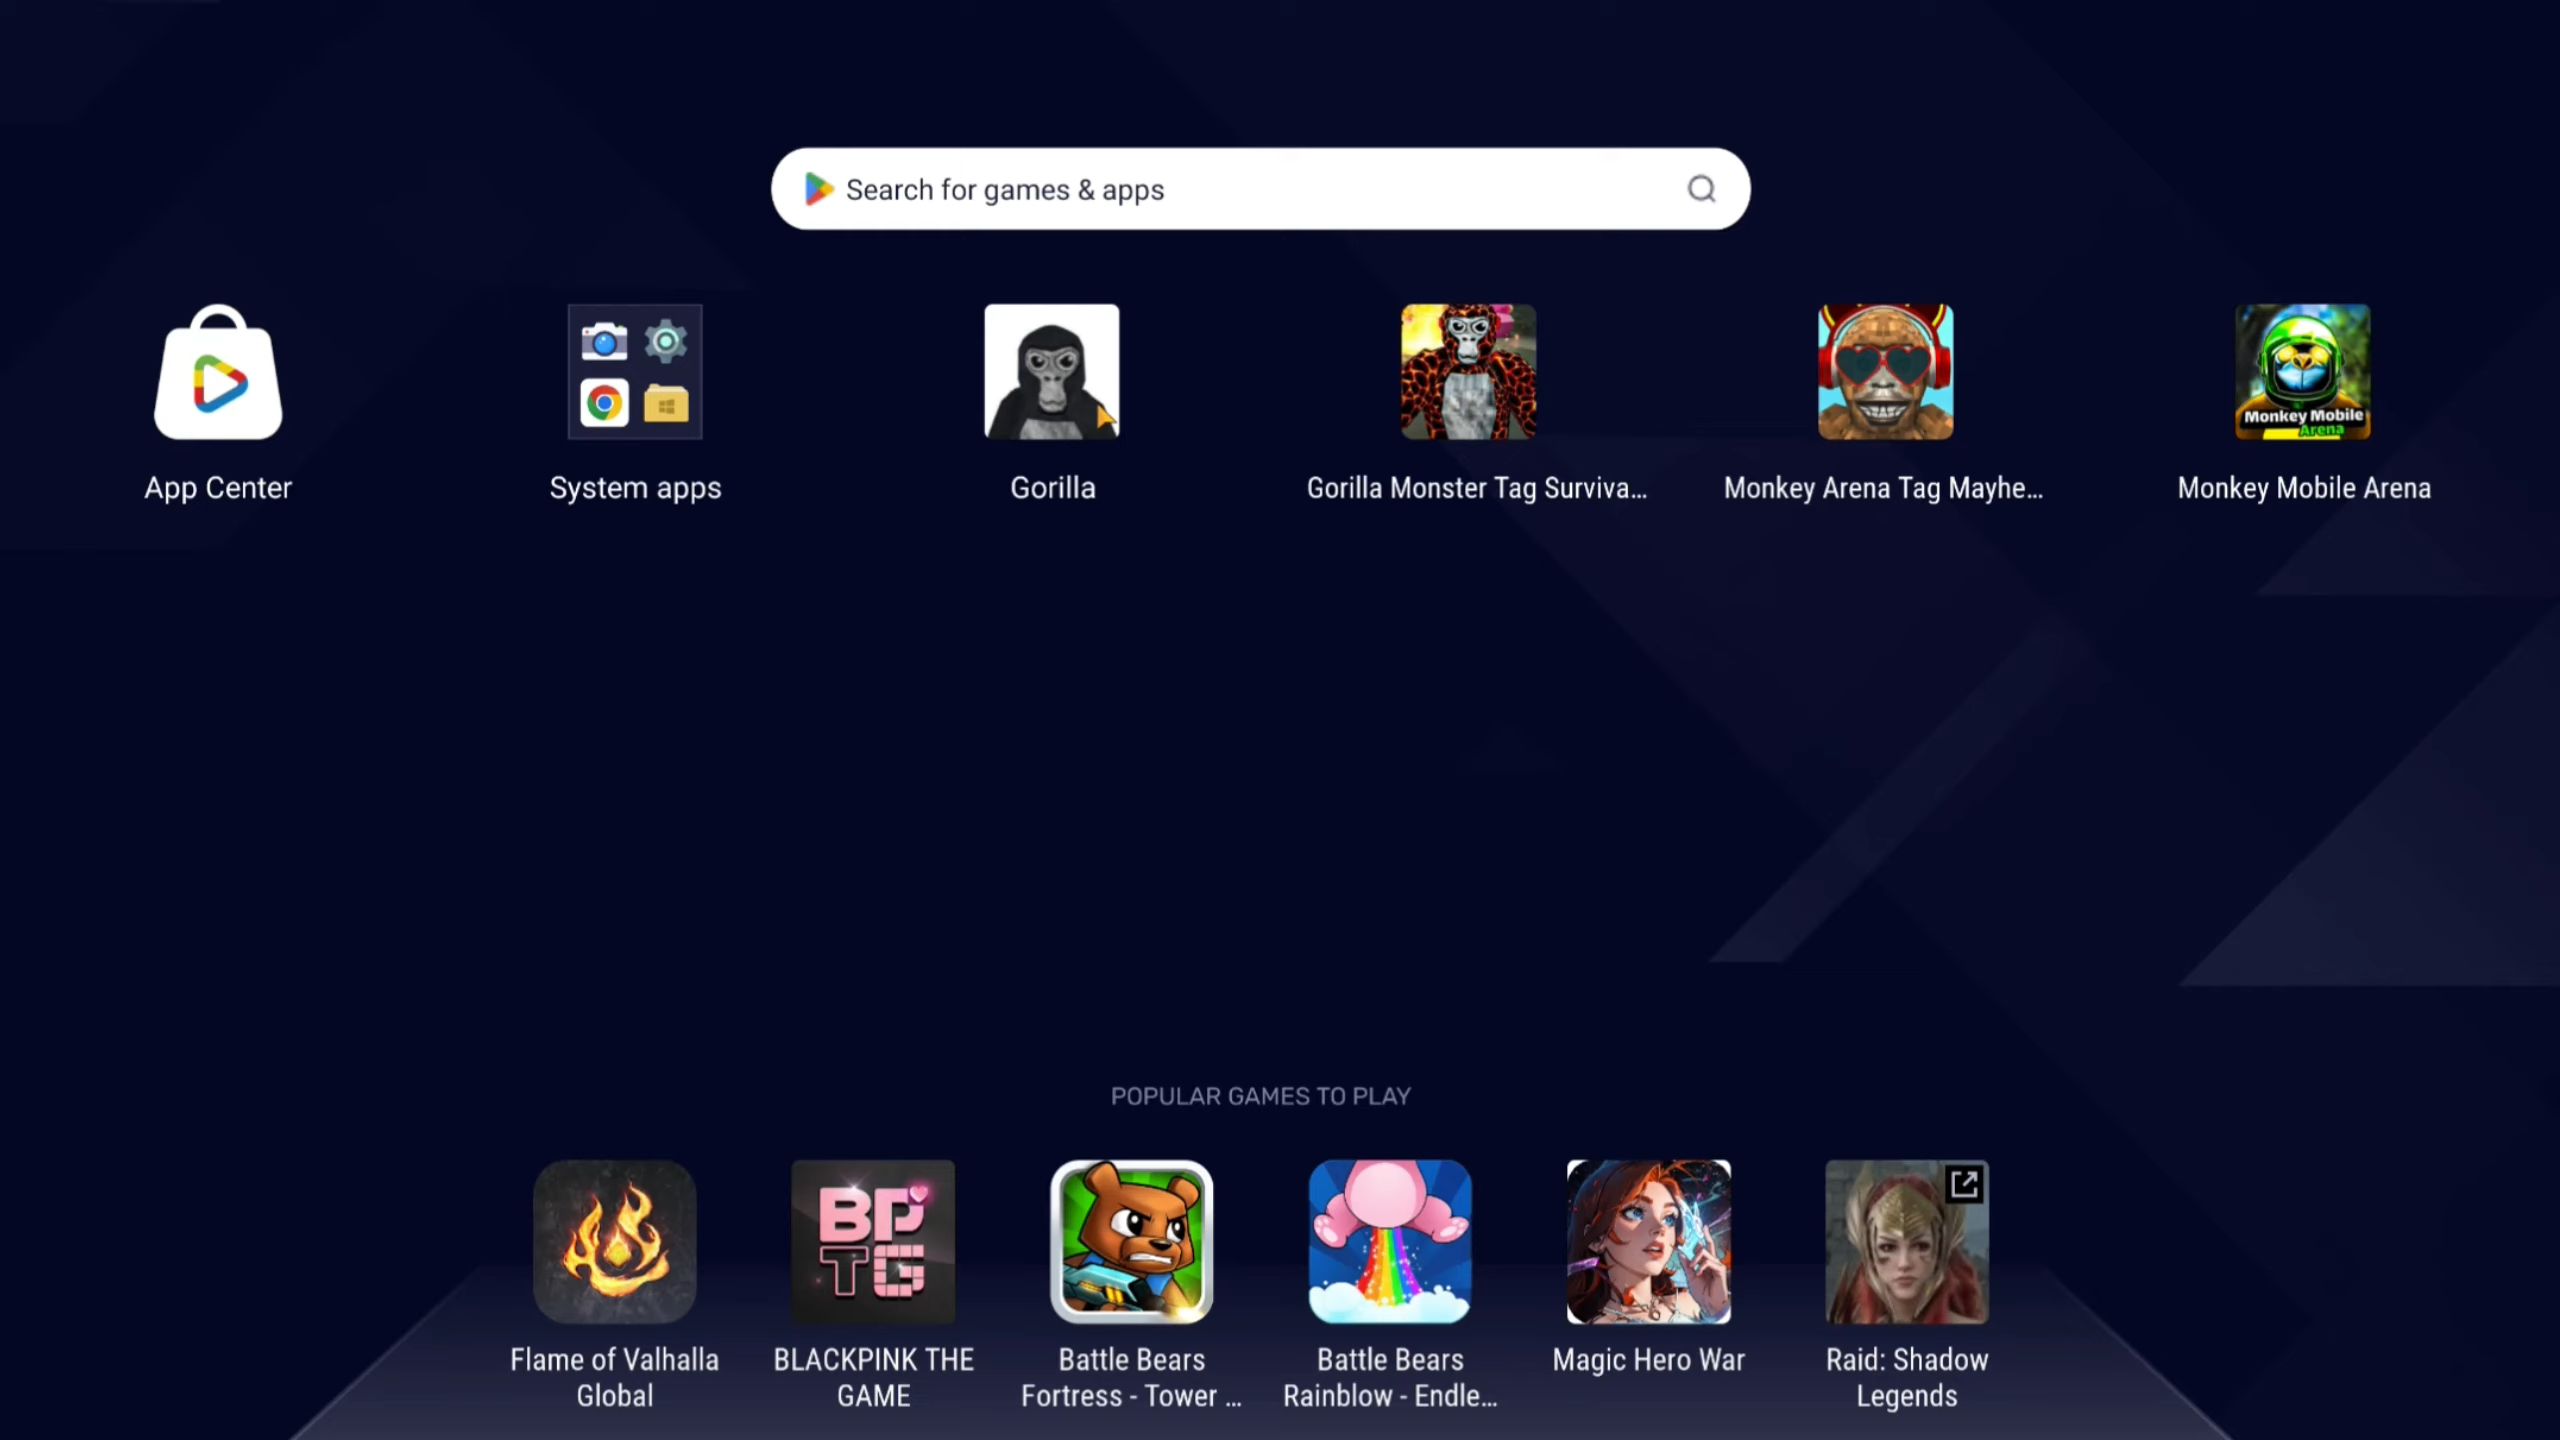 Search for games & apps
App Center
System apps
Gorilla
Gorilla Monster Tag Surviva...
Monkey Arena Tag Mayhe...
Monkey Mobile
Arena
Monkey Mobile Arena
POPULAR GAMES TO PLAY
BP
TG
Flame of Valhalla
Global
BLACKPINK THE
GAME
Battle Bears
Fortress - Tower ...
Battle Bears
Rainblow - Endle...
Magic Hero War
Raid: Shadow
Legends